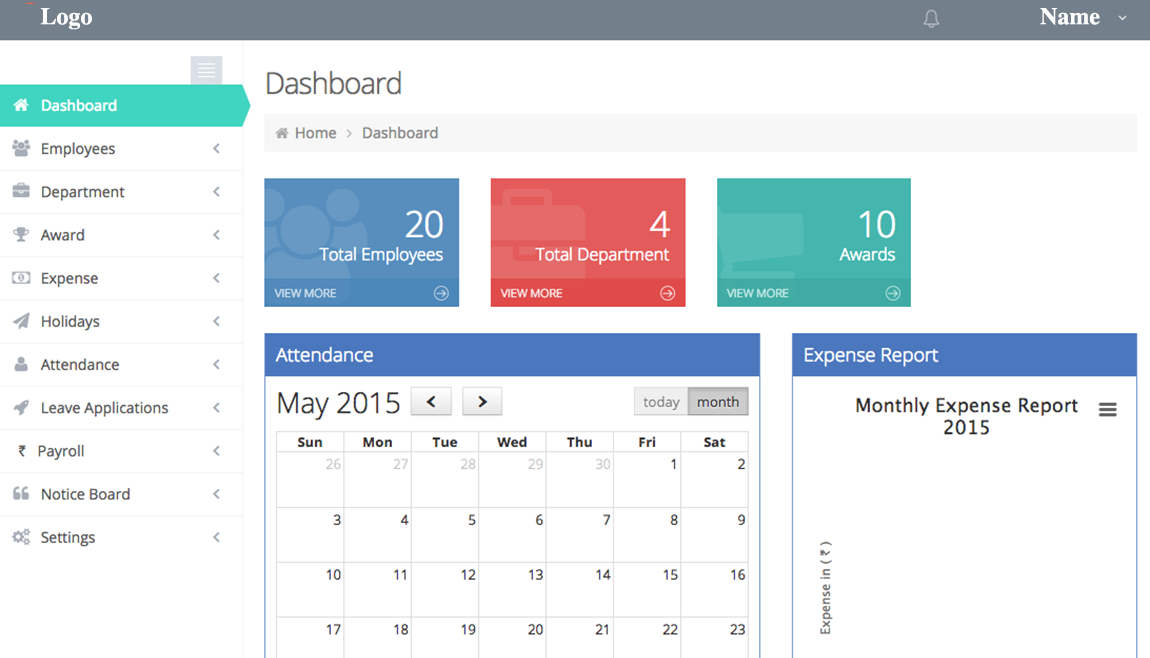 Logo
Name
Dashboard
Employees
Department
Award
Expense
Holidays
Attendance
Leave Applications
₹ Payroll
Notice Board
Settings
Dashboard
Home > Dashboard
20
Total Employees
VIEW MORE
4
Total Department
VIEW MORE
10
Awards
VIEW MORE
Attendance
May 2015
today month
Sun Mon Tue Wed Thu Fri Sat
26 27 28 29 30 1 2
3 4 5 6 7 8 9
10 11 12 13 14 15 16
17 18 19 20 21 22 23
Expense Report
Monthly Expense Report
2015
Expense in ( ₹ )